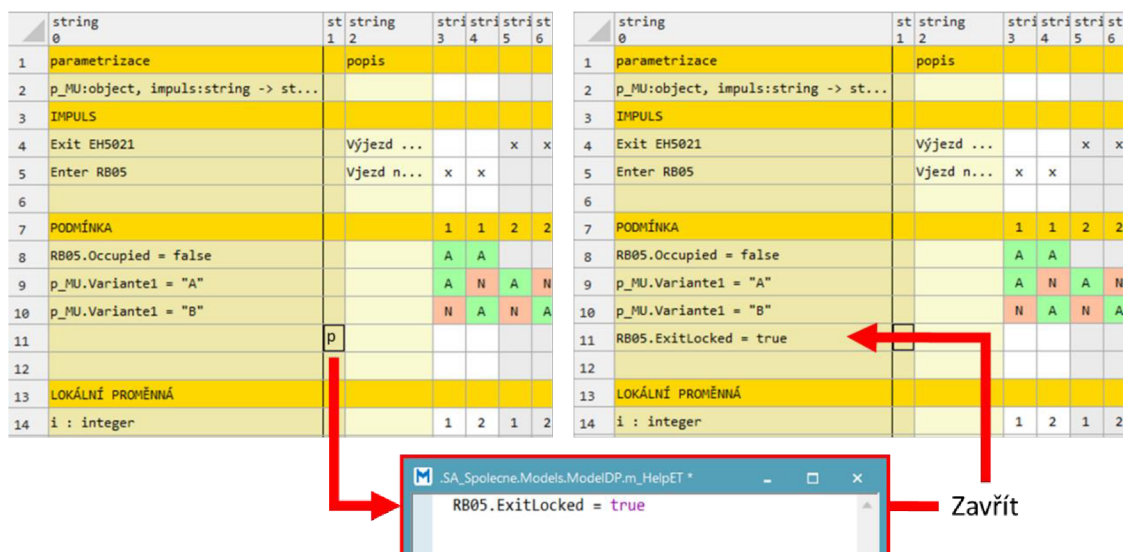 string st string stri stri stri st
0 1 2 3 4 5 6
1 parametrizace popis
2 p_MU:object, impuls:string -> st...
3 IMPULS
4 Exit EH5021 Výjezd ... x x
5 Enter RB05 Vjezd n... x x
6
7 PODMÍNKA 1 1 2 2
8 RB05.Occupied = false A A
9 p_MU.Variante1 = "A" A N A N
10 p_MU.Variante1 = "B" N A N A
11 p
12
13 LOKÁLNÍ PROMĚNNÁ
14 i : integer 1 2 1 2
string st string stri stri stri st
0 1 2 3 4 5 6
1 parametrizace popis
2 p_MU:object, impuls:string -> st...
3 IMPULS
4 Exit EH5021 Výjezd ... x x
5 Enter RB05 Vjezd n... x x
6
7 PODMÍNKA 1 1 2 2
8 RB05.Occupied = false A A
9 p_MU.Variante1 = "A" A N A N
10 p_MU.Variante1 = "B" N A N A
11 RB05.ExitLocked = true
12
13 LOKÁLNÍ PROMĚNNÁ
14 i : integer 1 2 1 2
M .SA_Spolecne.Models.ModelDP.m_HelpET *
RB05.ExitLocked = true
Zavřít